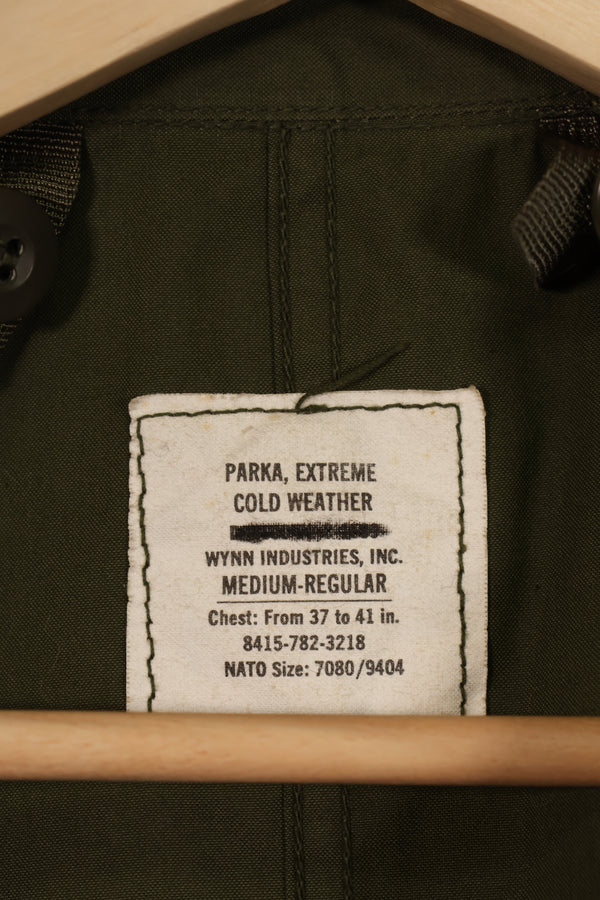 PARKA, EXTREME
COLD WEATHER
WYNN INDUSTRIES, INC.
MEDIUM-REGULAR
Chest: From 37 to 41 in.
8415-782-3218
NATO Size: 7080/9404